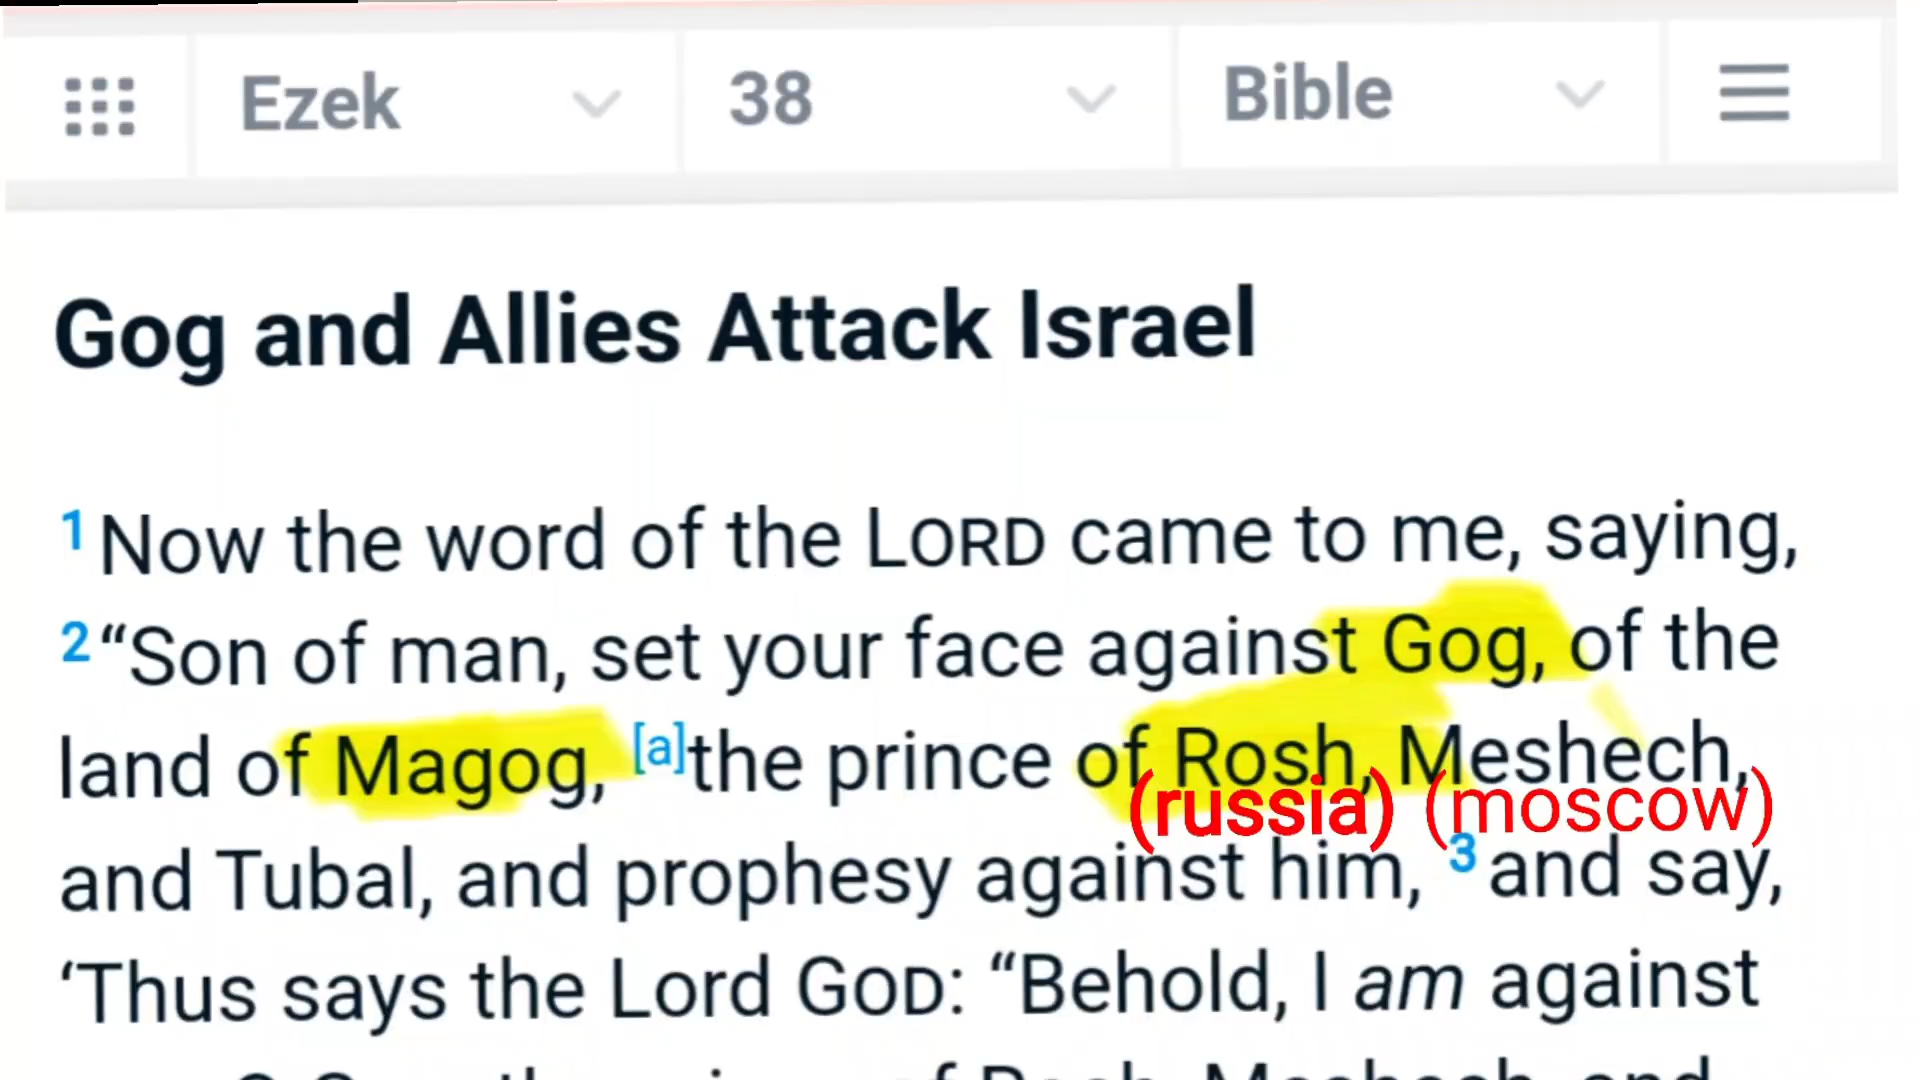 Ezek 38 Bible
Gog and Allies Attack Israel
1 Now the word of the LORD came to me, saying,
2 “Son of man, set your face against Gog, of the
land of Magog, [a]the prince of Rosh, Meshech,
(russia) (moscow)
and Tubal, and prophesy against him, 3 and say,
‘Thus says the Lord GOD: “Behold, I am against